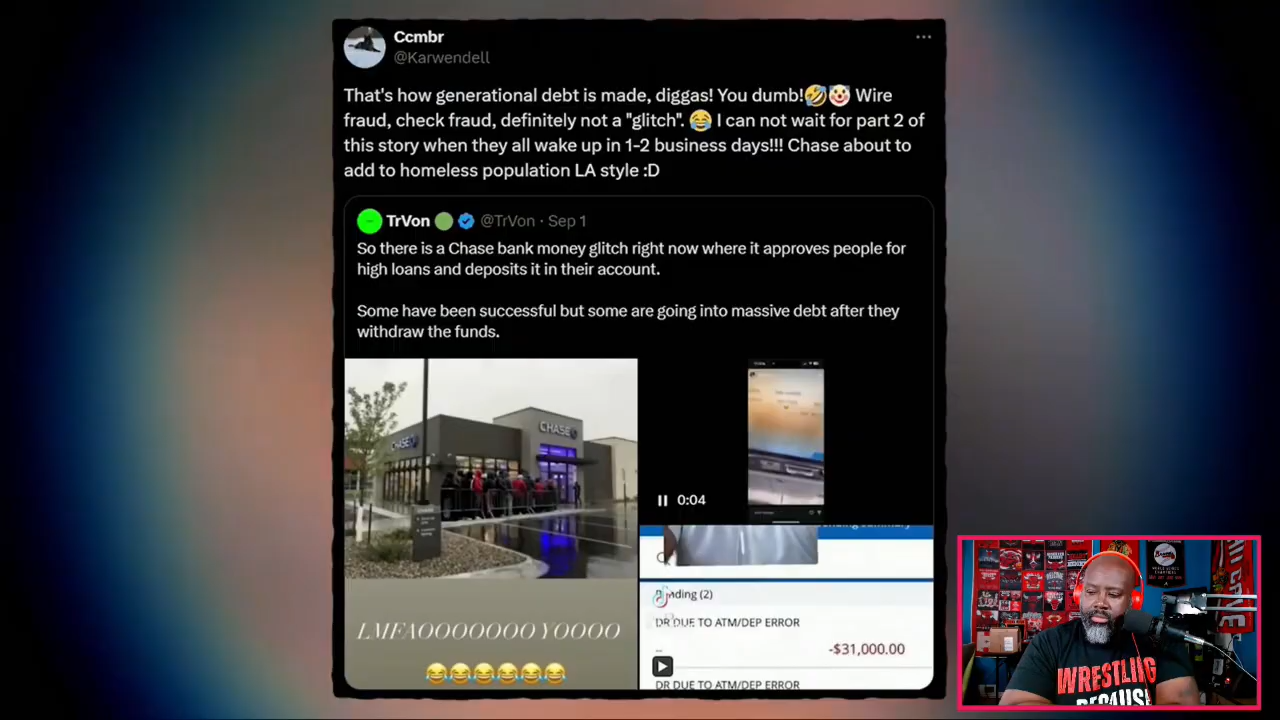 Ccmbr
@Karwendell
That's how generational debt is made, diggas! You dumb!🤣🤡 Wire
fraud, check fraud, definitely not a "glitch". 😂 I can not wait for part 2 of
this story when they all wake up in 1-2 business days!!! Chase about to
add to homeless population LA style :D
TrVon @TrVon · Sep 1
So there is a Chase bank money glitch right now where it approves people for
high loans and deposits it in their account.
Some have been successful but some are going into massive debt after they
withdraw the funds.
CHASE
CHASE
0:04
LMFAOOOOOOO YOOOO
😂😂😂😂😂😂
nding (2)
DR DUE TO ATM/DEP ERROR
-$31,000.00
DR DUE TO ATM/DEP ERROR
WRESTLING
BECAUSE